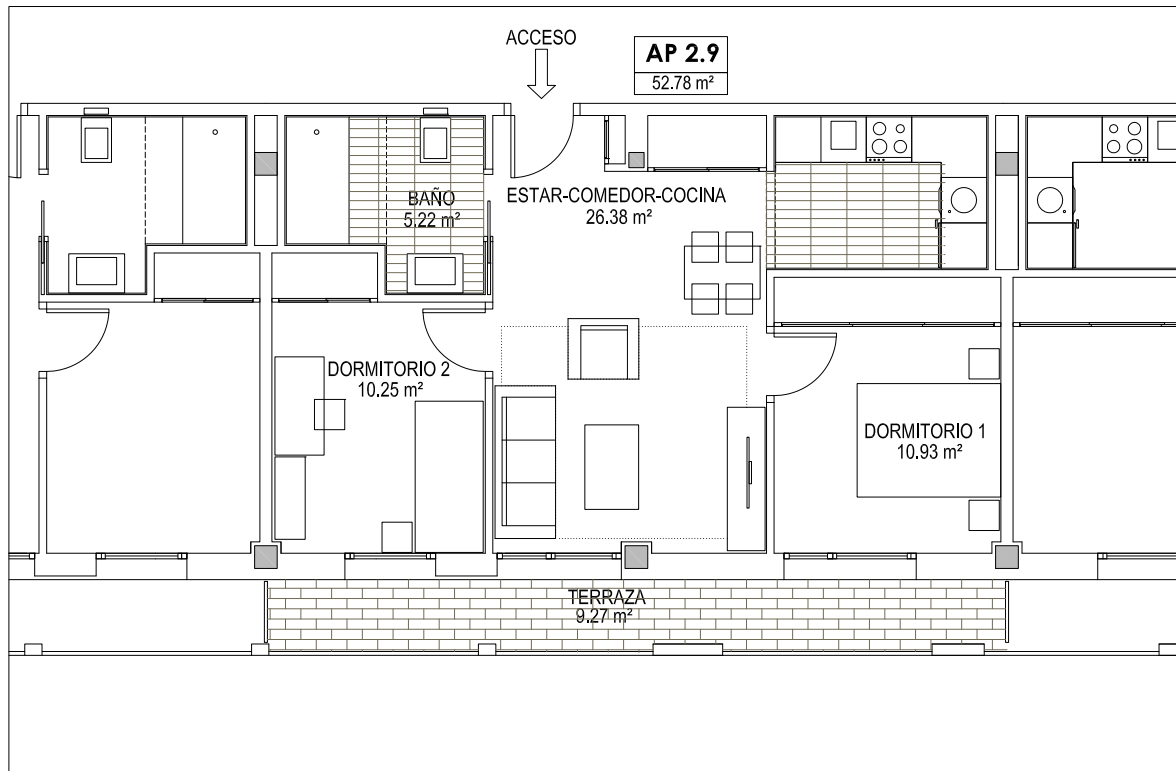 ACCESO
AP 2.9
52.78 m²
BAÑO
5.22 m²
ESTAR-COMEDOR-COCINA
26.38 m²
DORMITORIO 2
10.25 m²
DORMITORIO 1
10.93 m²
TERRAZA
9.27 m²